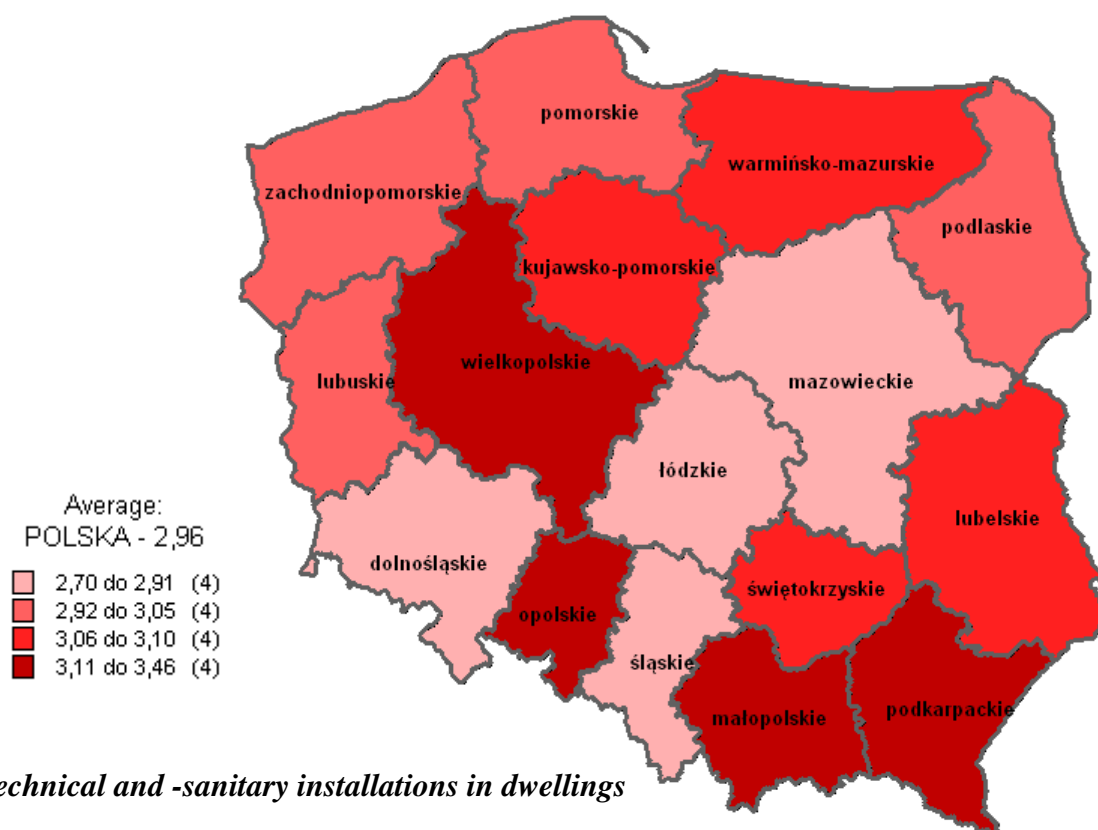 pomorskie
warmińsko-mazurskie
zachodniopomorskie
podlaskie
kujawsko-pomorskie
wielkopolskie
lubuskie
mazowieckie
łódzkie
Average:
POLSKA - 2,96
2,70 do 2,91 (4)
2,92 do 3,05 (4)
3,06 do 3,10 (4)
3,11 do 3,46 (4)
lubelskie
dolnośląskie
świętokrzyskie
opolskie
śląskie
podkarpackie
małopolskie
echnical and -sanitary installations in dwellings